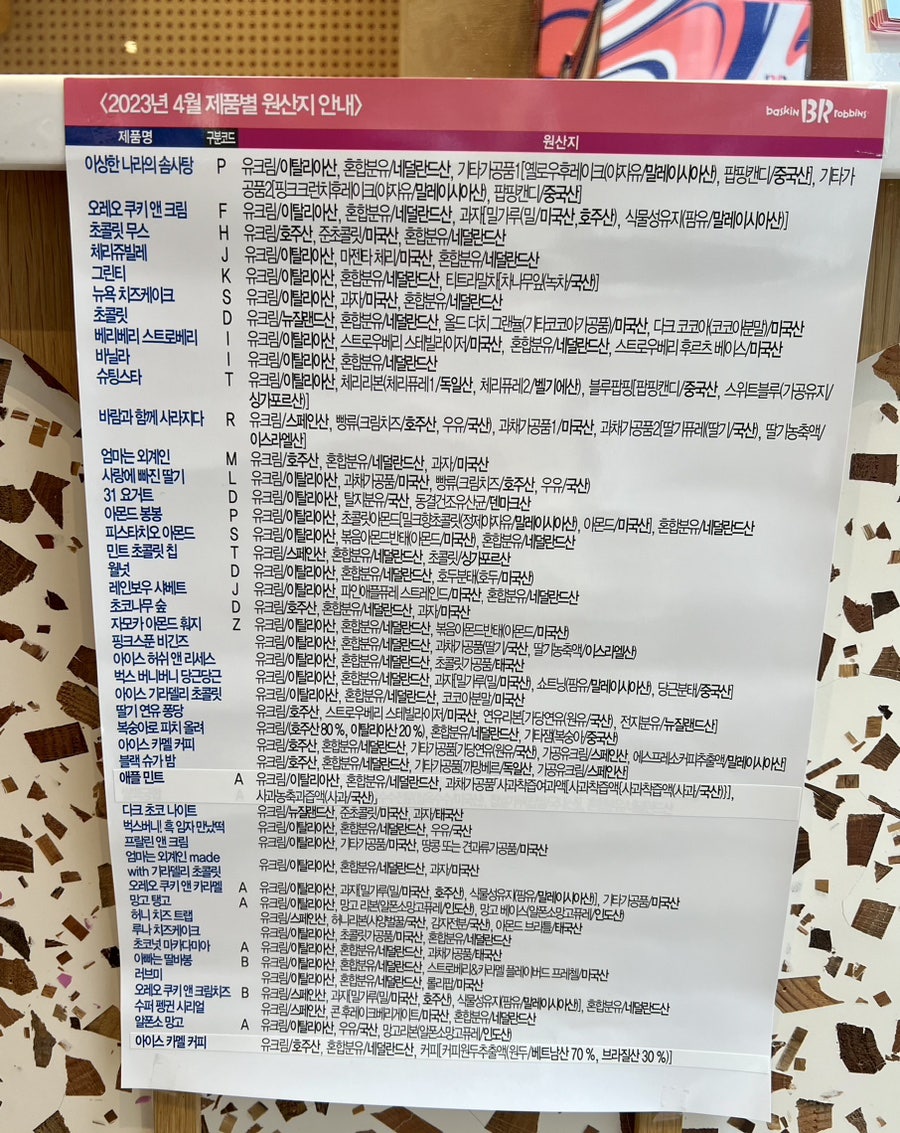 <2023년 4월 제품별 원산지 안내>
baskin BR robbins
제품명 구분코드 원산지
이상한 나라의 솜사탕 P 유크림/이탈리아산, 혼합분유/네덜란드산, 기타가공품1[옐로우후레이크(야자유/말레이시아산), 팝핑캔디/중국산], 기타가
공품2[핑크크런치후레이크(야자유/말레이시아산), 팝핑캔디/중국산]
오레오 쿠키 앤 크림 F 유크림/이탈리아산, 혼합분유/네덜란드산, 과자[밀가루(밀/미국산,호주산), 식물성유지(팜유/말레이시아산)]
초콜릿 무스 H 유크림/호주산, 준초콜릿/미국산, 혼합분유/네덜란드산
체리쥬빌레 J 유크림/이탈리아산, 마젠타 체리/미국산, 혼합분유/네덜란드산
그린티 K 유크림/이탈리아산, 혼합분유/네덜란드산, 티트리말차[차나무잎(녹차/국산)]
뉴욕 치즈케이크 S 유크림/이탈리아산, 과자/미국산, 혼합분유/네덜란드산
초콜릿 D 유크림/뉴질랜드산, 혼합분유/네덜란드산, 올드 더치 그랜뉼(기타코코아가공품)/미국산, 다크 코코아(코코아분말)/미국산
베리베리 스트로베리 I 유크림/이탈리아산, 스트로우베리 스테빌라이저/미국산, 혼합분유/네덜란드산, 스트로우베리 후르츠 베이스/미국산
바닐라 I 유크림/이탈리아산, 혼합분유/네덜란드산
슈팅스타 T 유크림/이탈리아산, 체리리본(체리퓨레1/독일산, 체리퓨레2/벨기에산), 블루팝핑[팝핑캔디/중국산, 스위트블루(가공유지/
싱가포르산)]
바람과 함께 사라지다 R 유크림/스페인산, 빵류(크림치즈/호주산, 우유/국산), 과채가공품1/미국산, 과채가공품2(딸기퓨레(딸기/국산), 딸기농축액/
이스라엘산]
엄마는 외계인 M 유크림/호주산, 혼합분유/네덜란드산, 과자/미국산
사랑에 빠진 딸기 L 유크림/이탈리아산, 과채가공품/미국산, 빵류(크림치즈/호주산, 우유/국산)
31 요거트 D 유크림/이탈리아산, 탈지분유/국산, 동결건조유산균/덴마크산
아몬드 봉봉 P 유크림/이탈리아산, 초콜릿아몬드[밀크향초콜릿(정제야자유/말레이시아산), 아몬드/미국산], 혼합분유/네덜란드산
피스타치오 아몬드 S 유크림/이탈리아산, 볶음아몬드반태(아몬드/미국산), 혼합분유/네덜란드산
민트 초콜릿 칩 T 유크림/스페인산, 혼합분유/네덜란드산, 초콜릿/싱가포르산
월넛 D 유크림/이탈리아산, 혼합분유/네덜란드산, 호두분태(호두/미국산)
레인보우 샤베트 J 유크림/이탈리아산, 파인애플퓨레 스트레인드/미국산, 혼합분유/네덜란드산
초코나무 숲 D 유크림/호주산, 혼합분유/네덜란드산, 과자/미국산
자모카 아몬드 훠지 Z 유크림/이탈리아산, 혼합분유/네덜란드산, 볶음아몬드반태(아몬드/미국산)
핑크스푼 비긴즈 유크림/이탈리아산, 혼합분유/네덜란드산, 과채가공품(딸기/국산, 딸기농축액/이스라엘산)
아이스 허쉬 앤 리세스 유크림/이탈리아산, 혼합분유/네덜란드산, 초콜릿가공품/태국산
벅스 버니버니 당근당근 유크림/이탈리아산, 혼합분유/네덜란드산, 과자[밀가루(밀/미국산), 쇼트닝(팜유/말레이시아산), 당근분태/중국산]
아이스 기라델리 초콜릿 유크림/이탈리아산, 혼합분유/네덜란드산, 코코아분말/미국산
딸기 연유 퐁당 유크림/호주산, 스트로우베리 스테빌라이저/미국산, 연유리본[가당연유(원유/국산), 전지분유/뉴질랜드산]
복숭아로 피치 올려 유크림/(호주산 80 %, 이탈리아산 20 %), 혼합분유/네덜란드산, 기타잼(복숭아/중국산)
아이스 카멜 커피 유크림/호주산, 혼합분유/네덜란드산, 기타가공품[가당연유(원유/국산), 가공유크림/스페인산, 에스프레소커피추출액/말레이시아산]
블랙 슈가 밤 유크림/호주산, 혼합분유/네덜란드산, 기타가공품[까망베르/독일산, 가공유크림/스페인산]
애플 민트 A 유크림/이탈리아산, 혼합분유/네덜란드산, 과채가공품'사과착즙여과액[사과착즙액{사과착즙액(사과/국산)}],
사과농축과즙액(사과/국산),
다크 초코 나이트 유크림/뉴질랜드산, 준초콜릿/미국산, 과자/태국산
벅스버니! 흑 임자 만났떡 유크림/이탈리아산, 혼합분유/네덜란드산, 우유/국산
프랄린 앤 크림 유크림/이탈리아산, 기타가공품/미국산, 땅콩 또는 견과류가공품/미국산
엄마는 외계인 made
with 기라델리 초콜릿 유크림/이탈리아산, 혼합분유/네덜란드산, 과자/미국산
오레오 쿠키 앤 카라멜 A 유크림/이탈리아산, 과자[밀가루(밀/미국산, 호주산), 식물성유지(팜유/말레이시아산)], 기타가공품/미국산
망고 탱고 A 유크림/이탈리아산, 망고 리본(알폰소망고퓨레/인도산), 망고 베이스(알폰소망고퓨레/인도산)
허니 치즈 트랩 유크림/스페인산, 허니리본(사양벌꿀/국산, 감자전분/국산), 아몬드 브리틀/태국산
루나 치즈케이크 유크림/이탈리아산, 초콜릿가공품/미국산, 혼합분유/네덜란드산
초코넛 마카다미아 A 유크림/이탈리아산, 혼합분유/네덜란드산, 과채가공품/태국산
아빠는 딸바봉 B 유크림/이탈리아산, 혼합분유/네덜란드산, 스트로베리&카라멜 플레이버드 프레첼/미국산
러브미 유크림/이탈리아산, 혼합분유/네덜란드산, 롤리팝/미국산
오레오 쿠키 앤 크림치즈 B 유크림/스페인산, 과자[밀가루(밀/미국산, 호주산), 식물성유지(팜유/말레이시아산)], 혼합분유/네덜란드산
수퍼 펭귄 시리얼 유크림/스페인산, 콘 후레이크베리게이트/미국산, 혼합분유/네덜란드산
알폰소 망고 A 유크림/이탈리아산, 우유/국산, 망고리본(알폰소망고퓨레/인도산)
아이스 카멜 커피 유크림/호주산, 혼합분유/네덜란드산, 커피[커피원두추출액(원두/베트남산 70 %, 브라질산 30 %)]